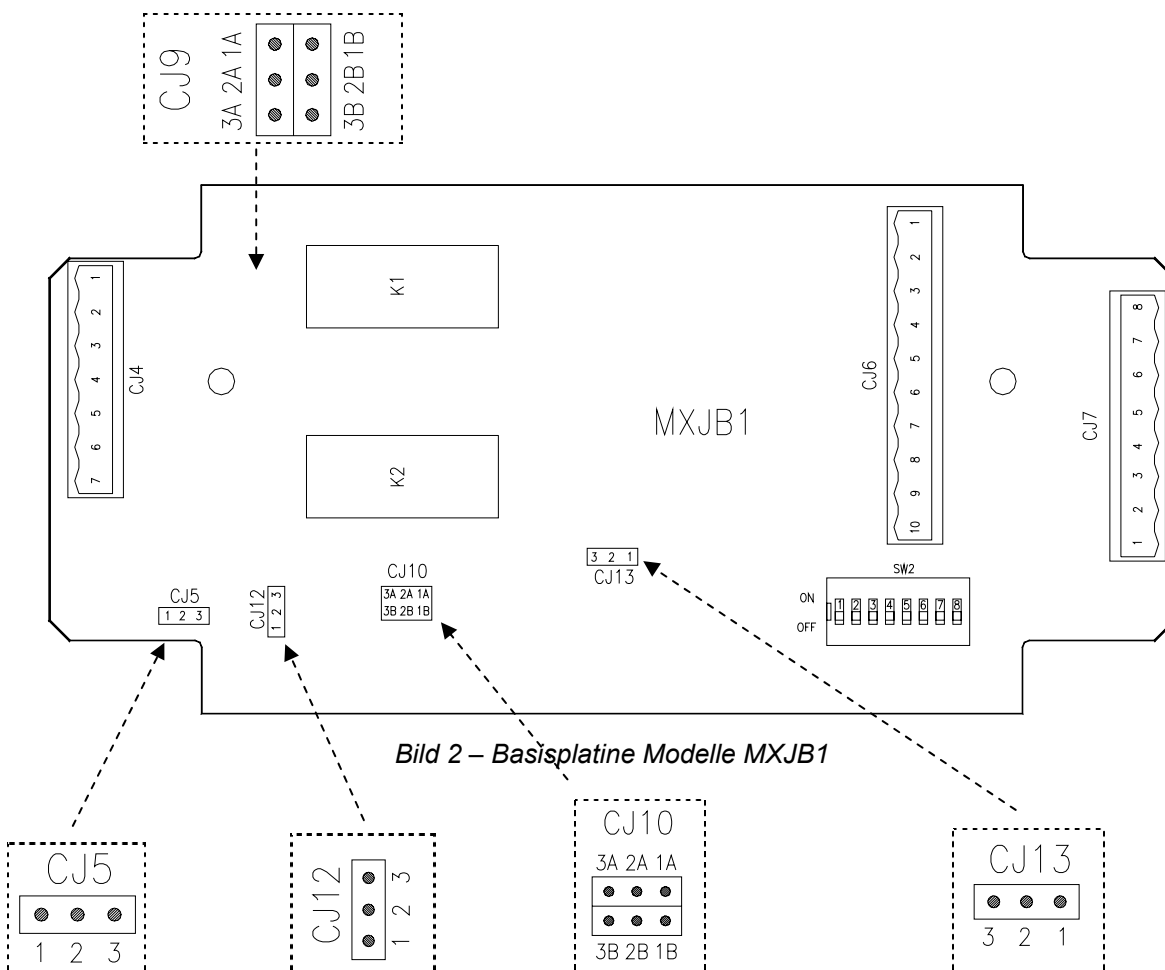 CJ9
3A 2A 1A
3B 2B 1B
K1
K2
MXJB1
CJ4
1
2
3
4
5
6
7
CJ6
1
2
3
4
5
6
7
8
9
10
CJ7
8
7
6
5
4
3
2
1
CJ5
1 2 3
CJ12
1 2 3
CJ10
3A 2A 1A
3B 2B 1B
3 2 1
CJ13
SW2
ON
OFF
1 2 3 4 5 6 7 8
Bild 2 – Basisplatine Modelle MXJB1
CJ5
1 2 3
CJ12
1 2 3
CJ10
3A 2A 1A
3B 2B 1B
CJ13
3 2 1